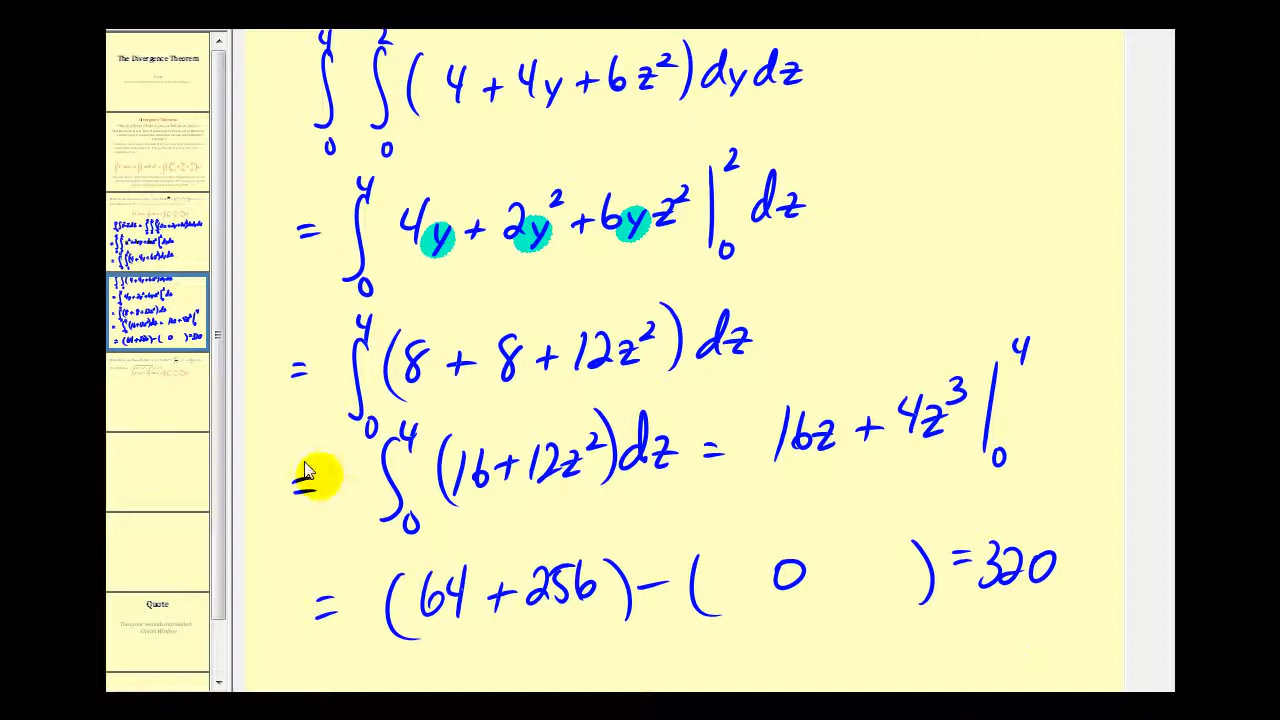 The Divergence Theorem
∫₀⁴ ∫₀² (4 + 4y + 6z²) dy dz
= ∫₀⁴ 4y + 2y² + 6yz² |₀² dz
= ∫₀⁴ (8 + 8 + 12z²) dz
= ∫₀⁴ (16 + 12z²) dz = 16z + 4z³ |₀⁴
= (64 + 256) − ( 0 ) = 320
Quote